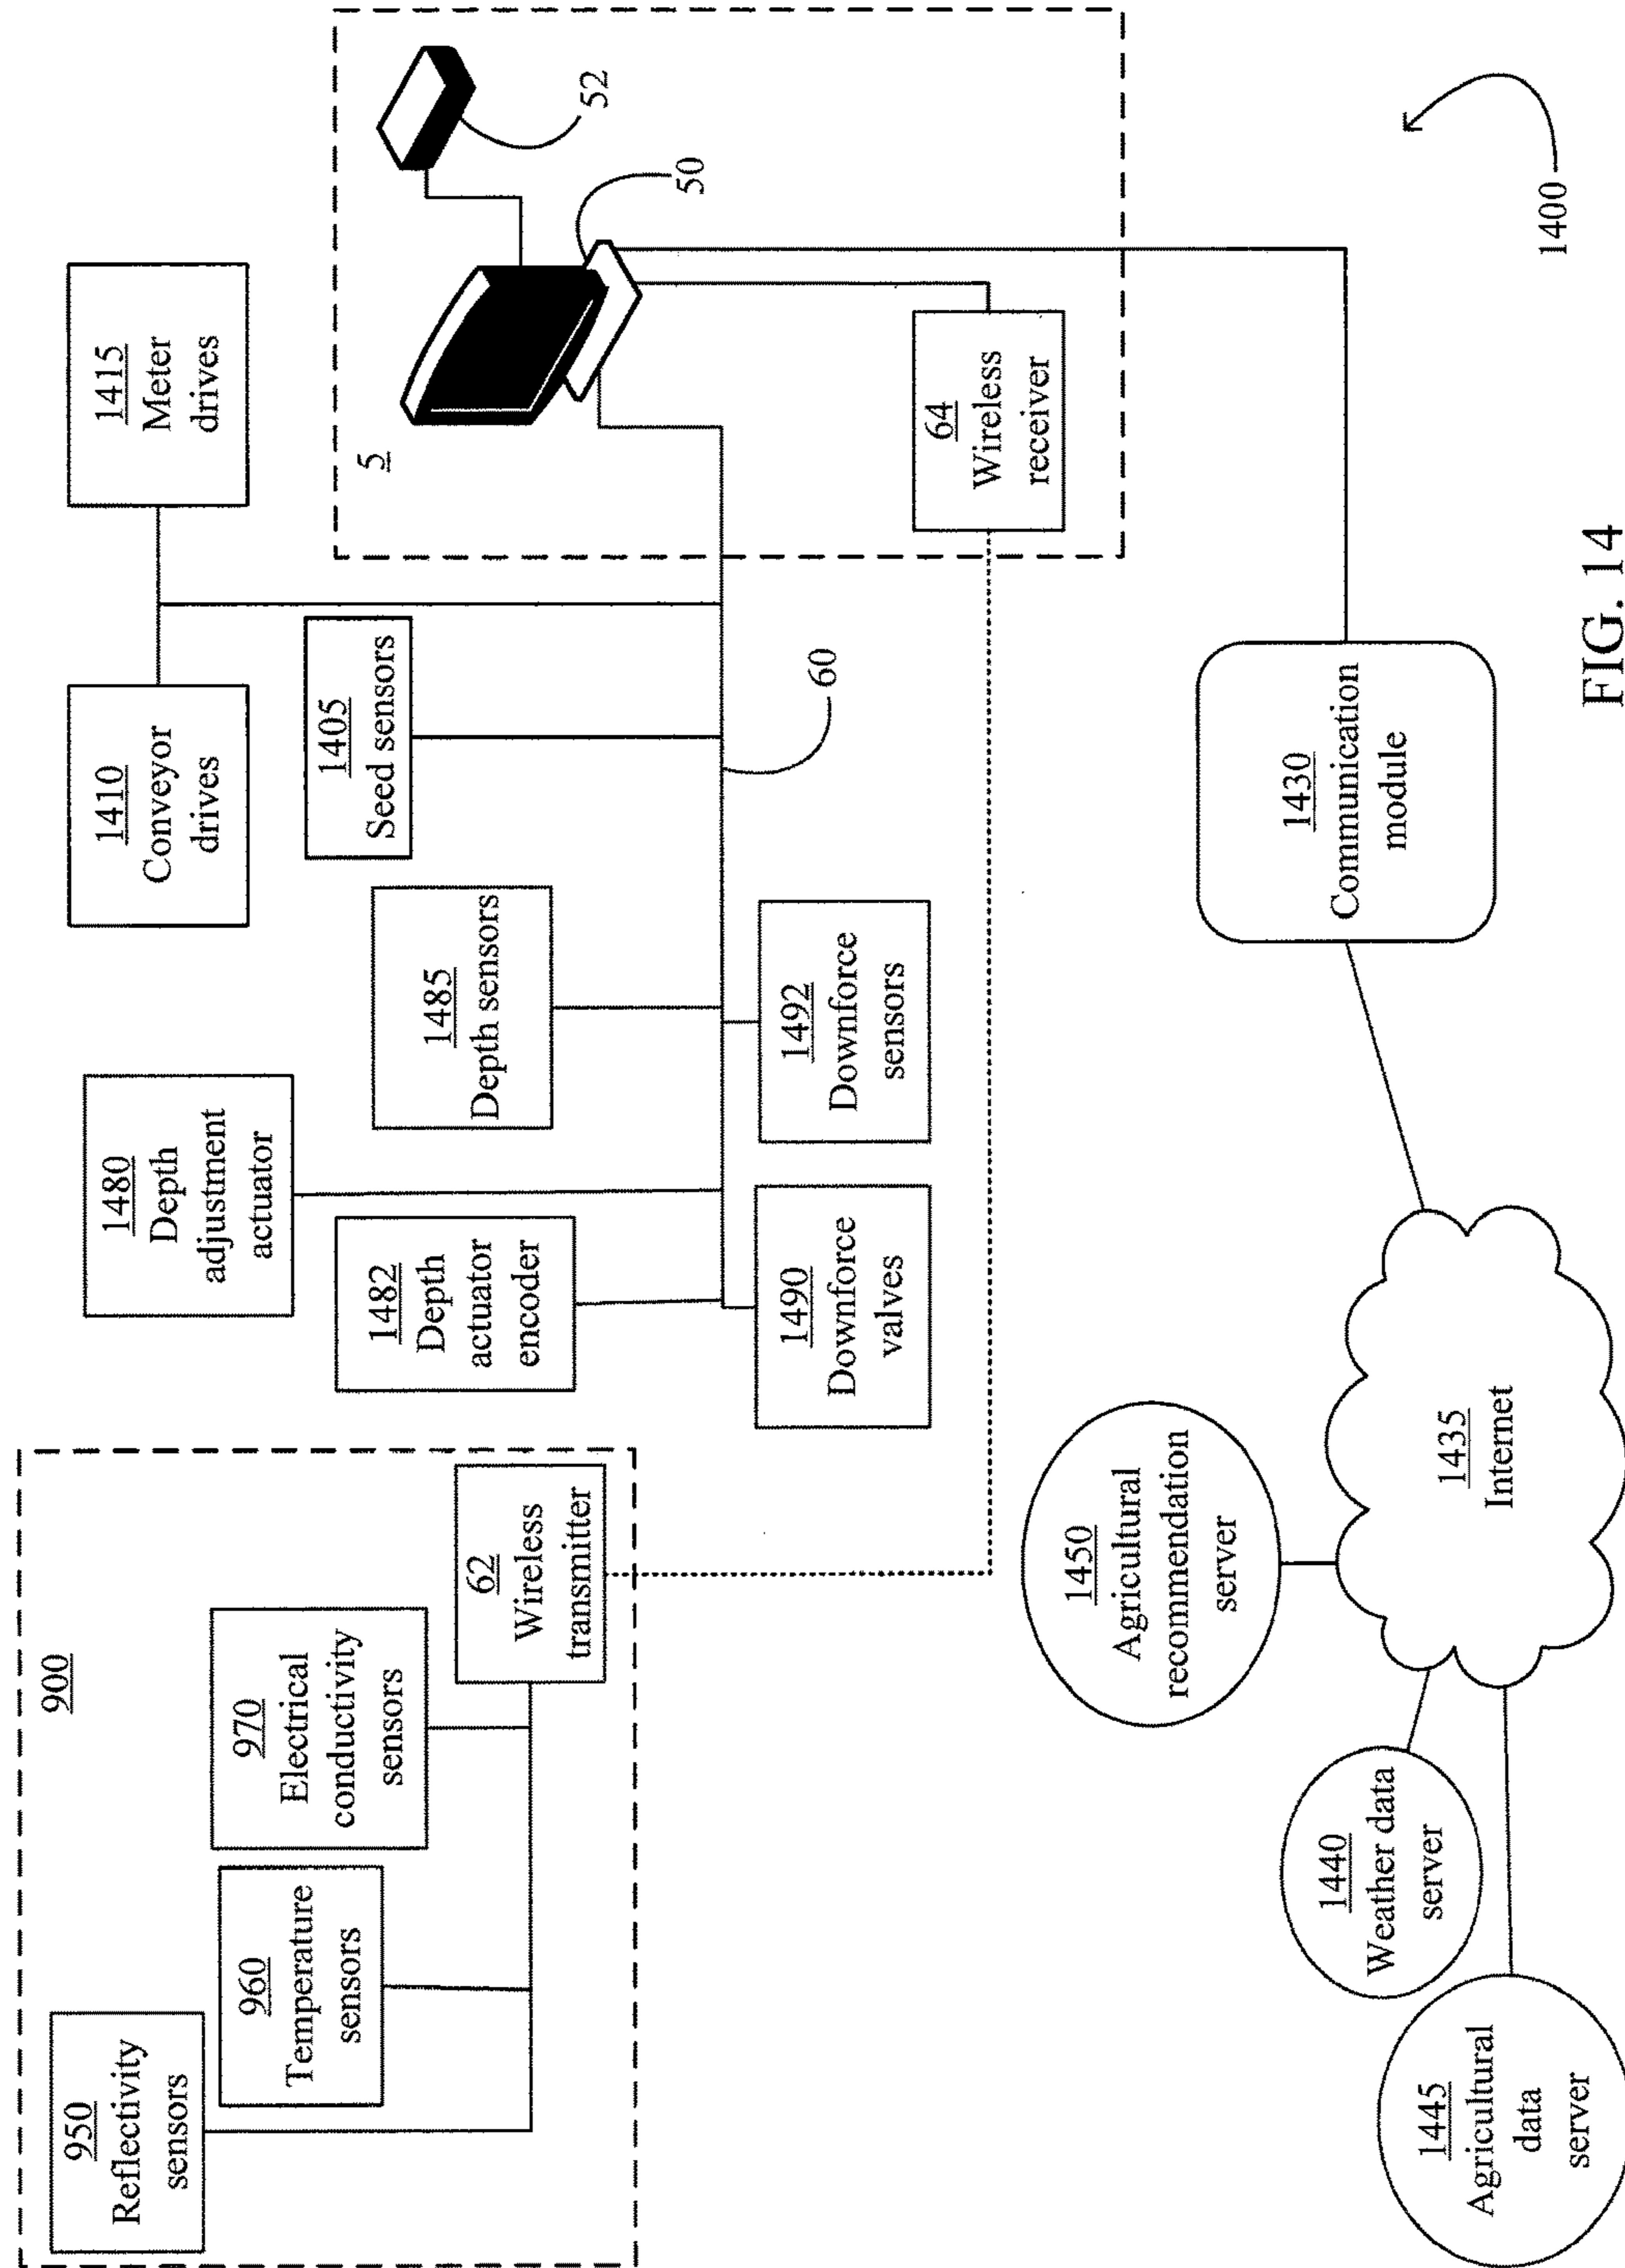 900
950
Reflectivity
sensors
960
Temperature
sensors
970
Electrical
conductivity
sensors
62
Wireless
transmitter
1480
Depth
adjustment
actuator
1482
Depth
actuator
encoder
1485
Depth sensors
1490
Downforce
valves
1492
Downforce
sensors
1410
Conveyor
drives
1415
Meter
drives
1405
Seed sensors
60
5
52
50
64
Wireless
receiver
1450
Agricultural
recommendation
server
1440
Weather data
server
1445
Agricultural
data
server
1435
Internet
1430
Communication
module
1400
FIG. 14